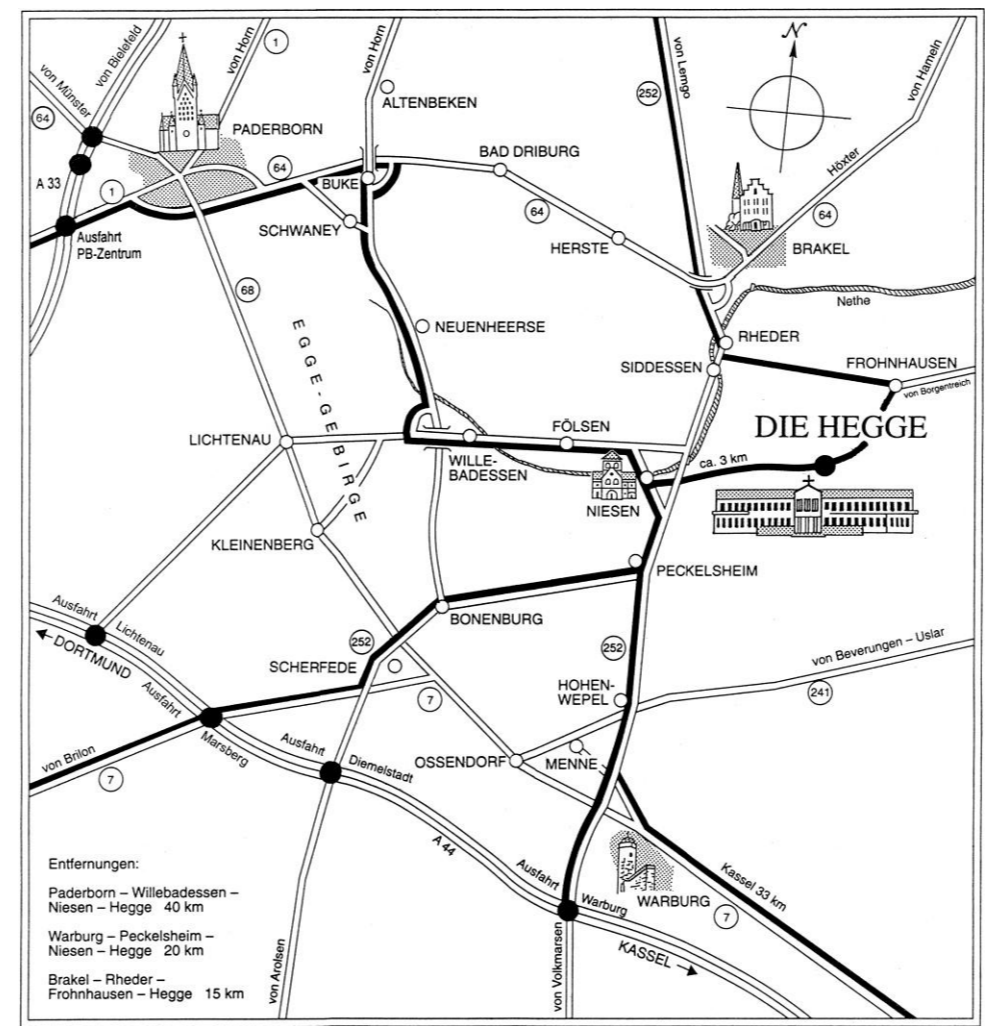 von Bielefeld
1
von Horn
von Horn
von Lemgo
N
von Hameln
von Münster
64
252
ALTENBEKEN
PADERBORN
64
BAD DRIBURG
Höxter
A 33
1
BUKE
64
64
SCHWANEY
HERSTE
BRAKEL
Ausfahrt
PB-Zentrum
68
Nethe
NEUENHEERSE
RHEDER
EGGE-GEBIRGE
SIDDESSEN
FROHNHAUSEN
von Borgentreich
DIE HEGGE
LICHTENAU
FÖLSEN
WILLE-
BADESSEN
ca. 3 km
NIESEN
KLEINENBERG
PECKELSHEIM
Ausfahrt
Lichtenau
BONENBURG
DORTMUND
252
252
von Beverungen – Uslar
SCHERFEDE
241
Ausfahrt
Marsberg
7
HOHEN-
WEPEL
von Brilon
7
Ausfahrt
Diemelstadt
OSSENDORF
MENNE
A 44
Kassel 33 km
Ausfahrt
Warburg
WARBURG
7
KASSEL
von Arolsen
von Volkmarsen
Entfernungen:
Paderborn – Willebadessen –
Niesen – Hegge 40 km
Warburg – Peckelsheim –
Niesen – Hegge 20 km
Brakel – Rheder –
Frohnhausen – Hegge 15 km